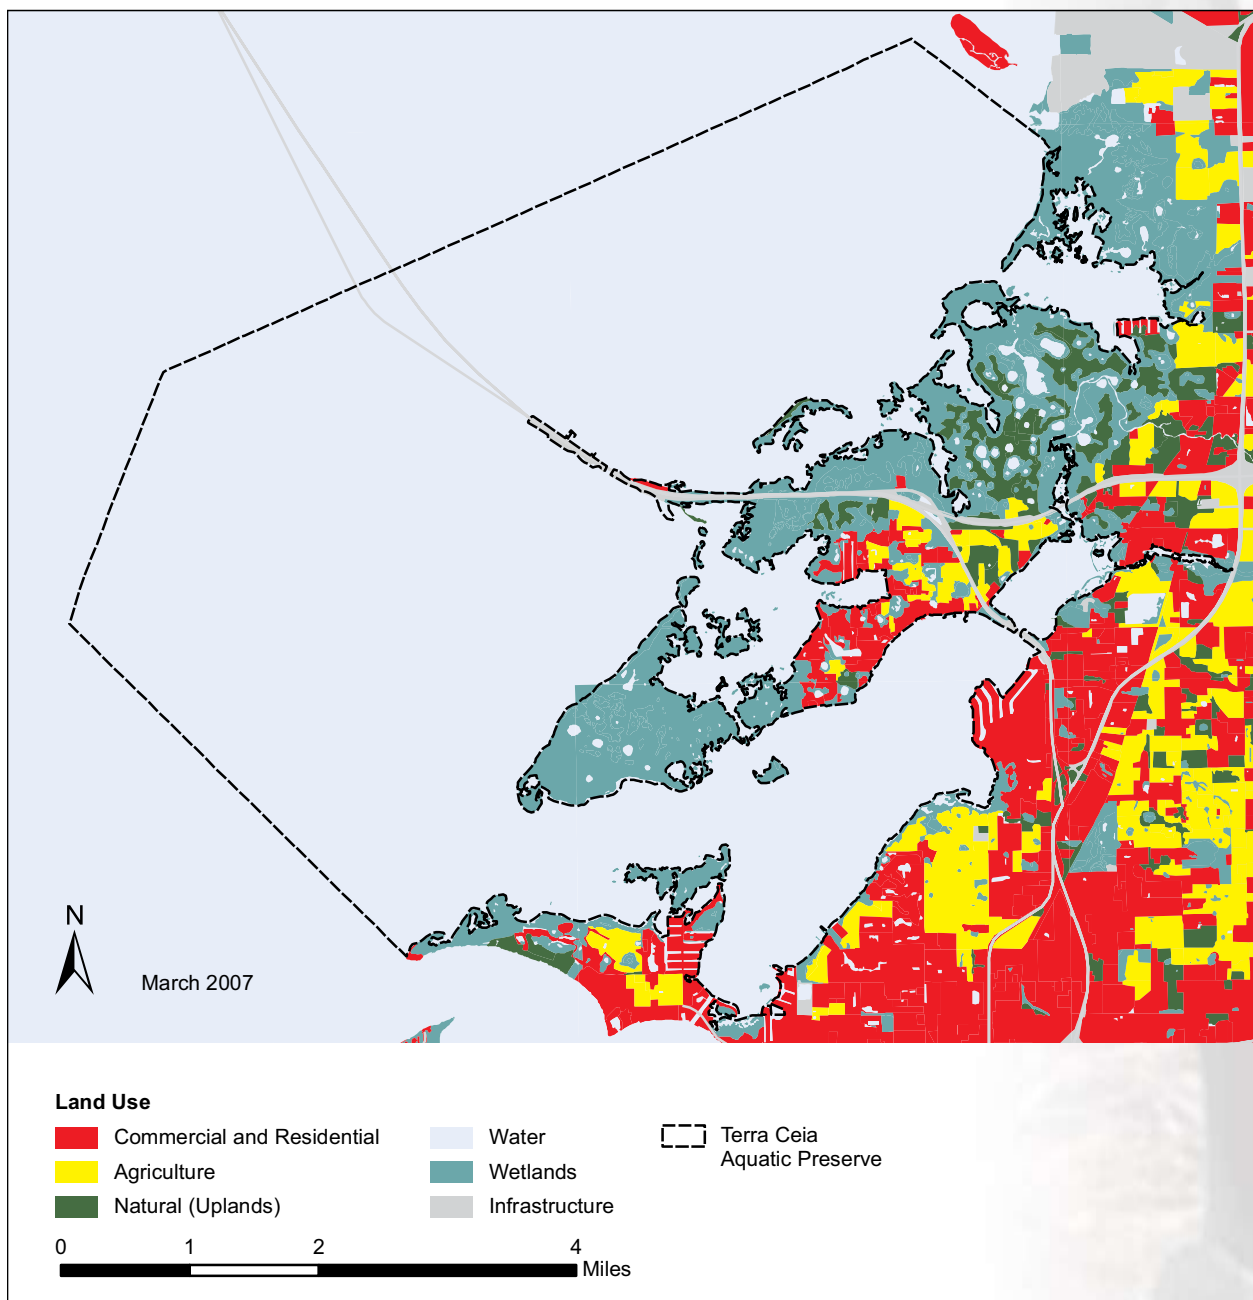 N
March 2007
Land Use
Commercial and Residential
Agriculture
Natural (Uplands)
Water
Wetlands
Infrastructure
Terra Ceia
Aquatic Preserve
0 1 2 4
Miles